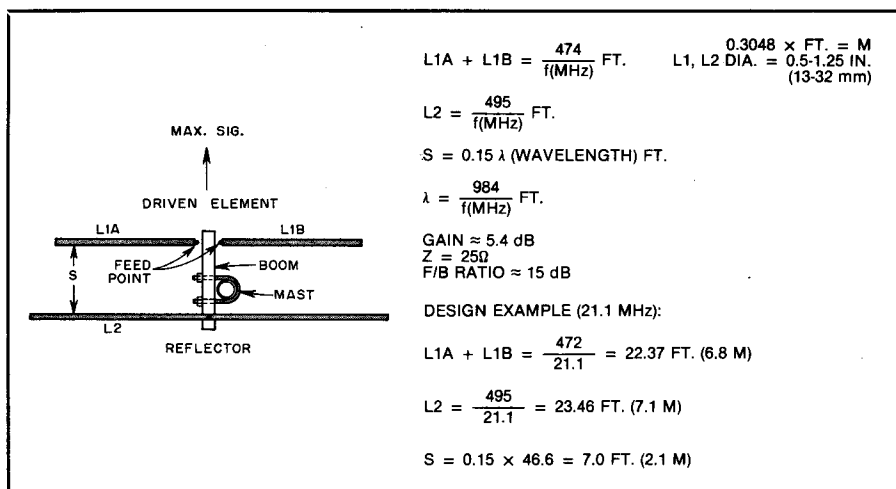 MAX. SIG.
DRIVEN ELEMENT
L1A
L1B
FEED
POINT
BOOM
S
MAST
L2
REFLECTOR
L1A + L1B = 474/f(MHz) FT.
0.3048 × FT. = M
L1, L2 DIA. = 0.5-1.25 IN.
(13-32 mm)
L2 = 495/f(MHz) FT.
S = 0.15 λ (WAVELENGTH) FT.
λ = 984/f(MHz) FT.
GAIN ≈ 5.4 dB
Z = 25Ω
F/B RATIO ≈ 15 dB
DESIGN EXAMPLE (21.1 MHz):
L1A + L1B = 472/21.1 = 22.37 FT. (6.8 M)
L2 = 495/21.1 = 23.46 FT. (7.1 M)
S = 0.15 × 46.6 = 7.0 FT. (2.1 M)